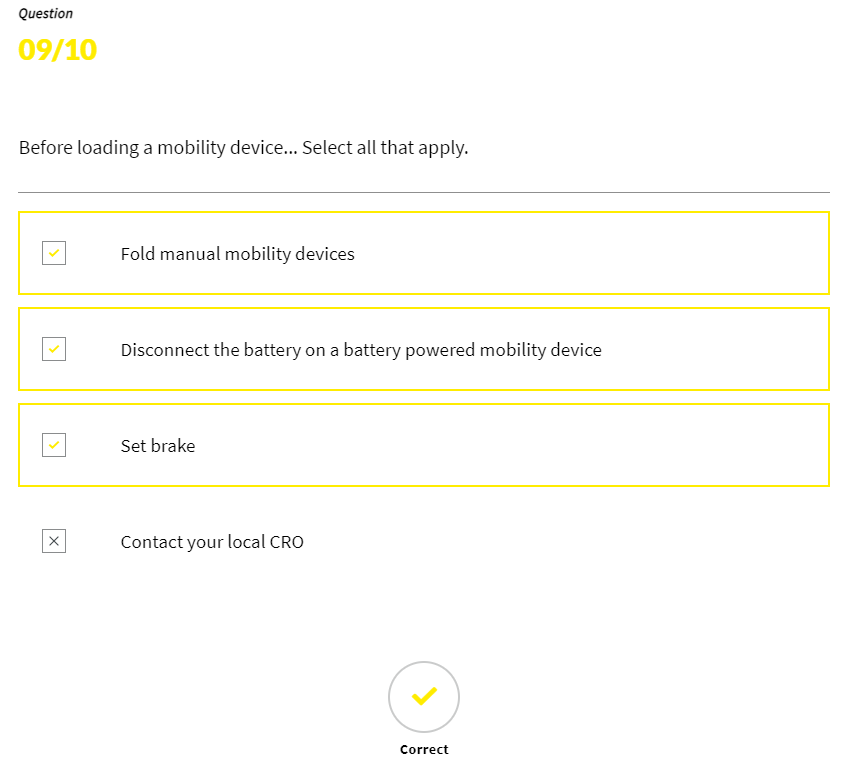 Question
09/10
Before loading a mobility device... Select all that apply.
Fold manual mobility devices
Disconnect the battery on a battery powered mobility device
Set brake
Contact your local CRO
Correct